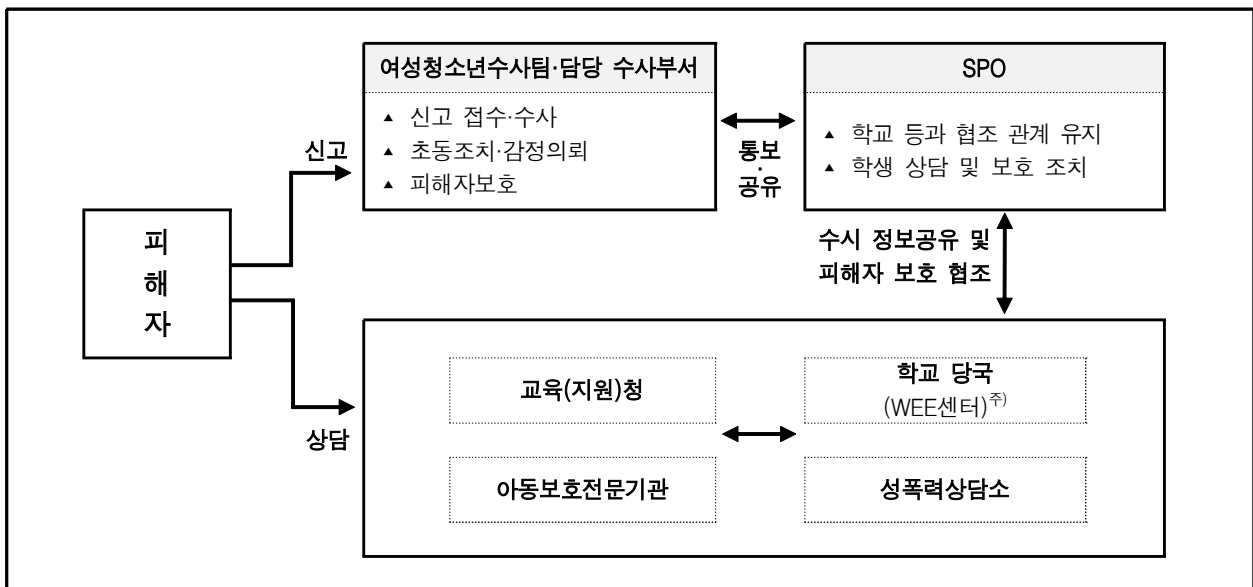 여성청소년수사팀·담당 수사부서
▲ 신고 접수·수사
▲ 초동조치·감정의뢰
▲ 피해자보호
SPO
▲ 학교 등과 협조 관계 유지
▲ 학생 상담 및 보호 조치
신고
통보
·
공유
피
해
자
수시 정보공유 및
피해자 보호 협조
상담
교육(지원)청
학교 당국
(WEE센터)주)
아동보호전문기관
성폭력상담소